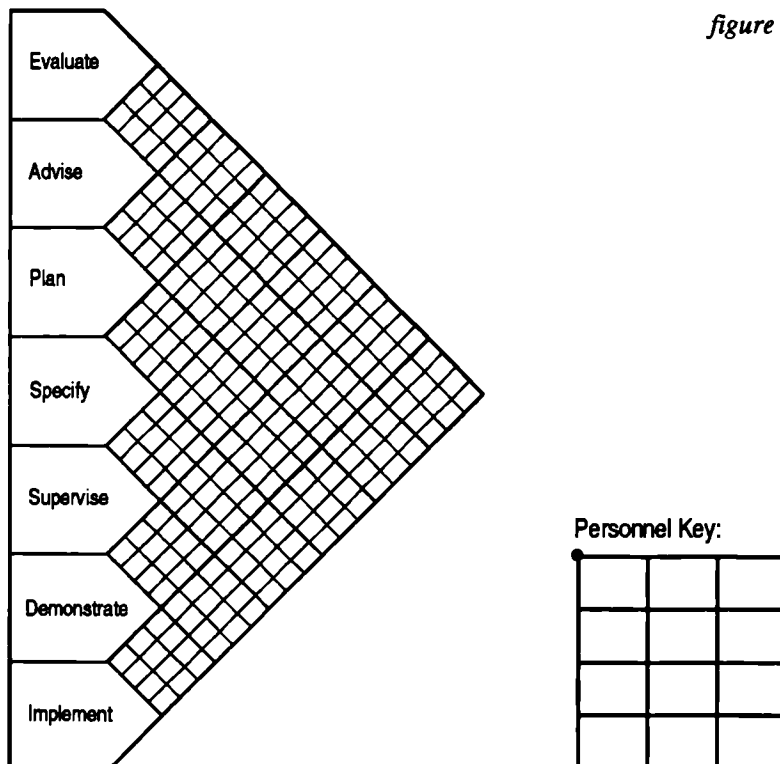 figure
Evaluate
Advise
Plan
Specify
Supervise
Demonstrate
Implement
Personnel Key: